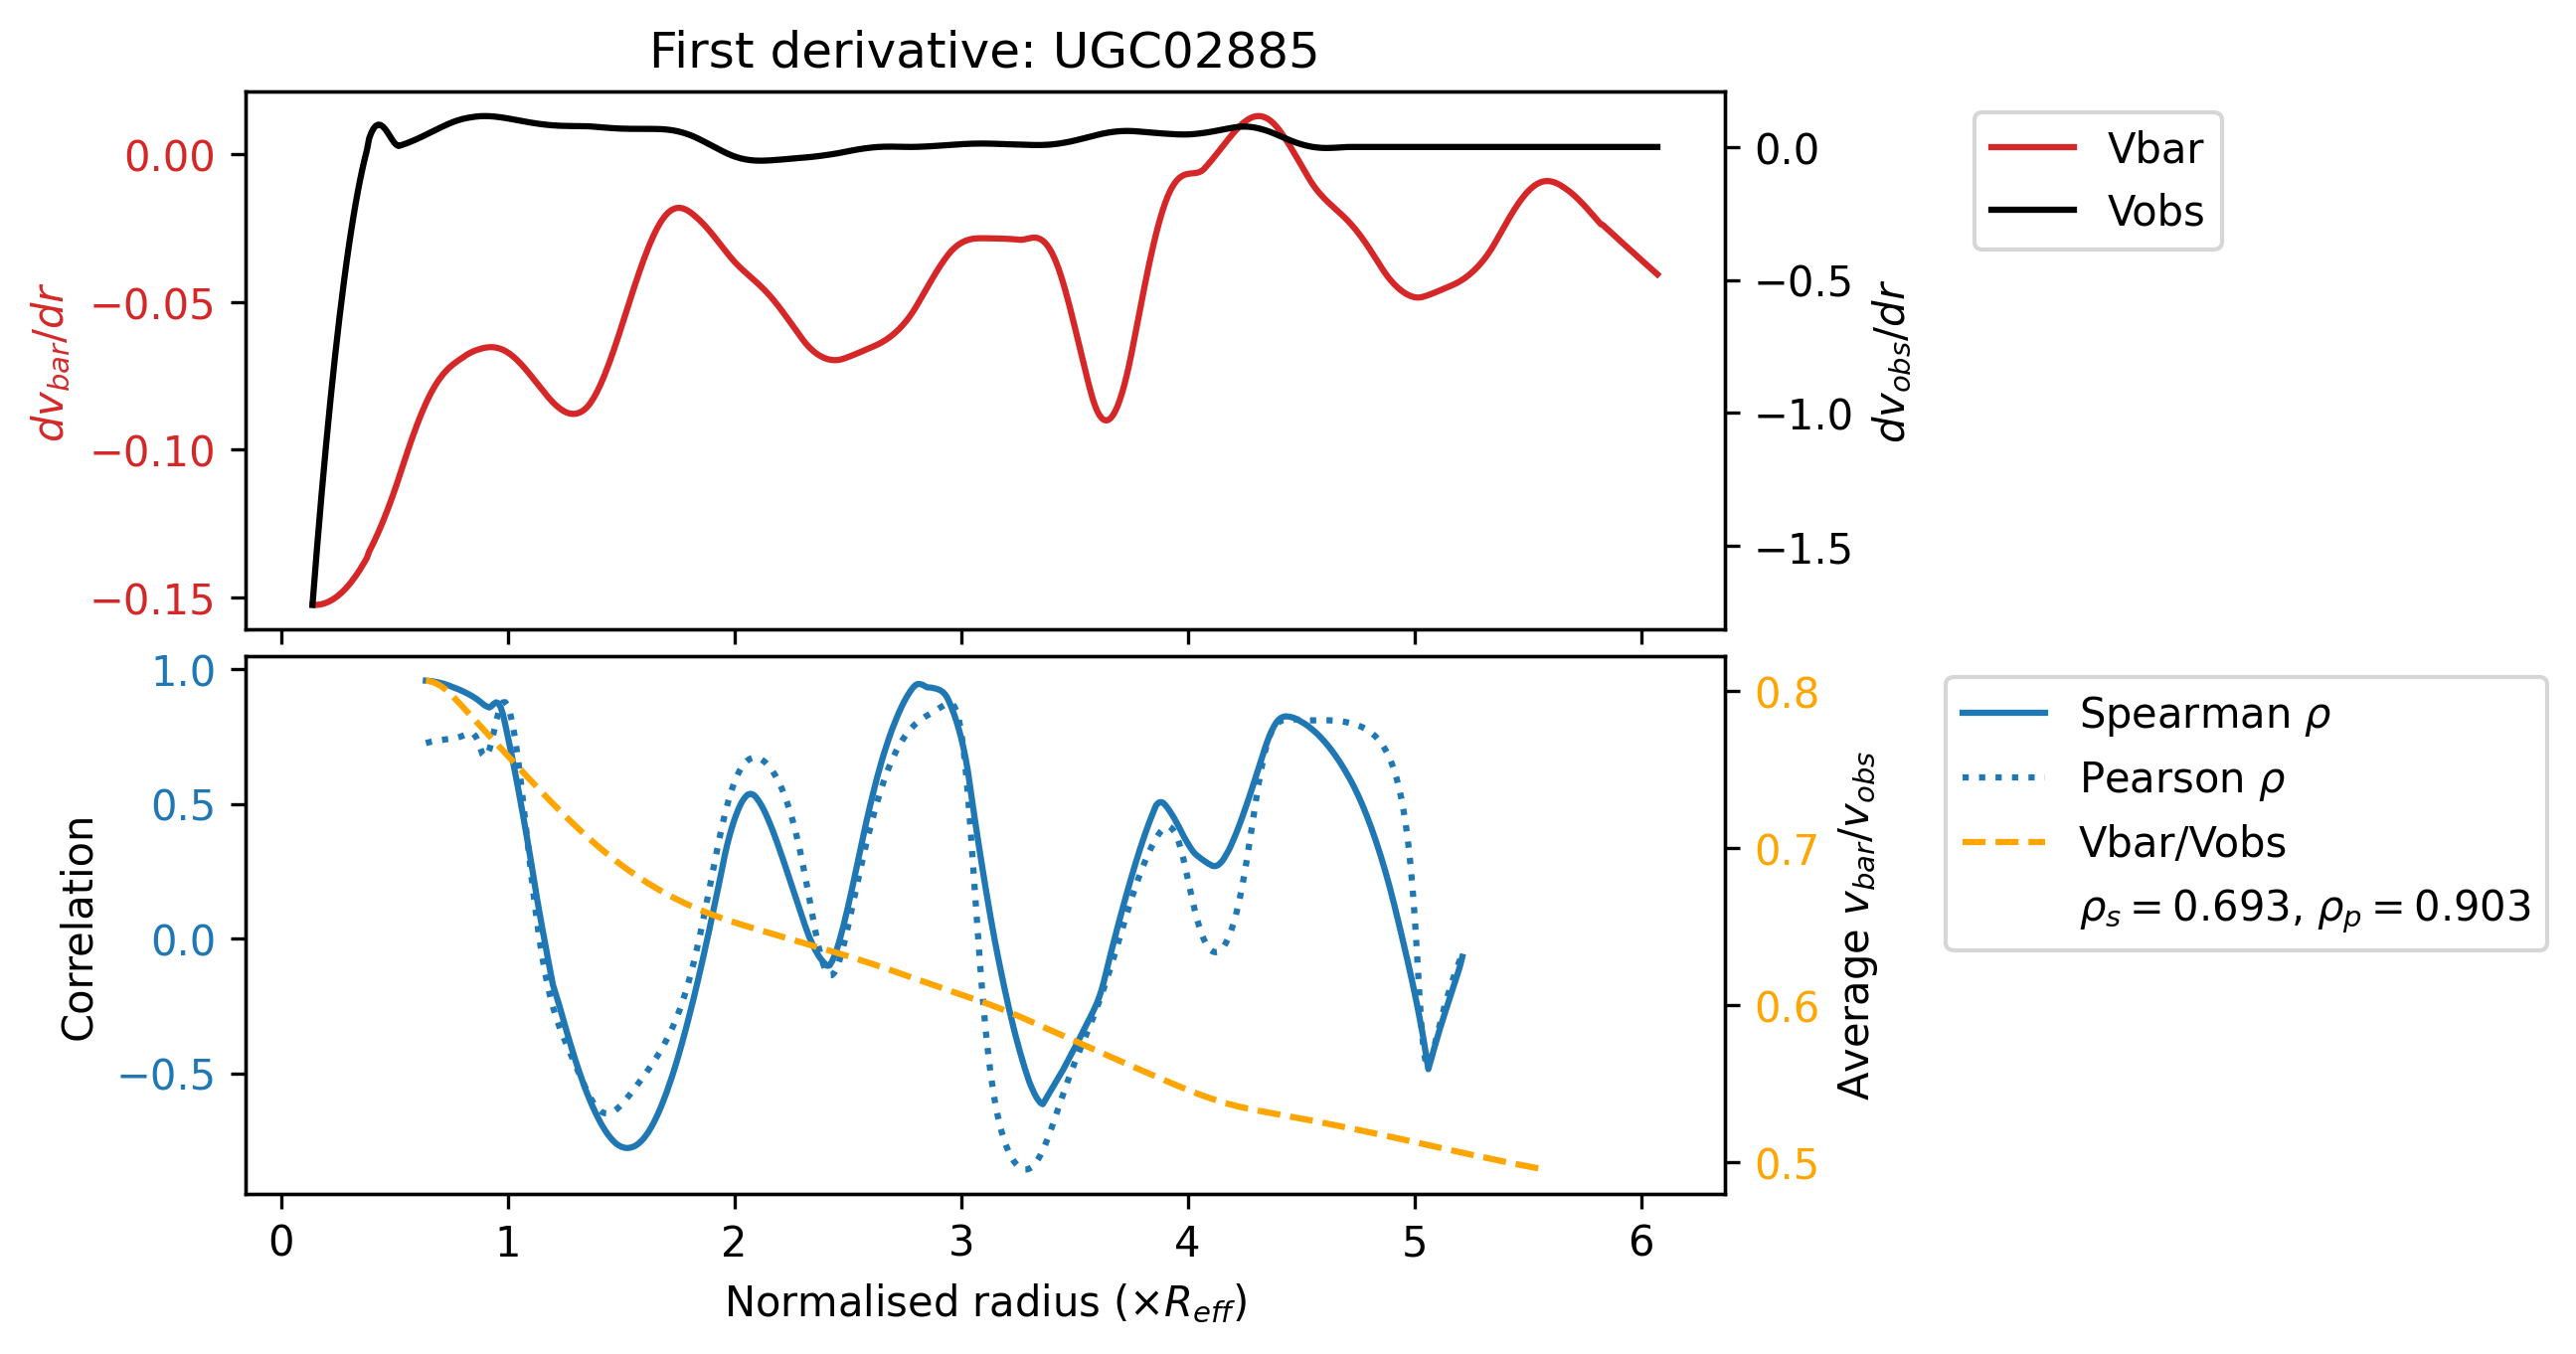 First derivative: UGC02885
0.00
−0.05
−0.10
−0.15
dv_bar/dr
0.0
−0.5
−1.0
−1.5
dv_obs/dr
Vbar
Vobs
1.0
0.5
0.0
−0.5
Correlation
0.8
0.7
0.6
0.5
Average v_bar/v_obs
Spearman ρ
Pearson ρ
Vbar/Vobs
ρ_s = 0.693, ρ_p = 0.903
0 1 2 3 4 5 6
Normalised radius (×R_eff)